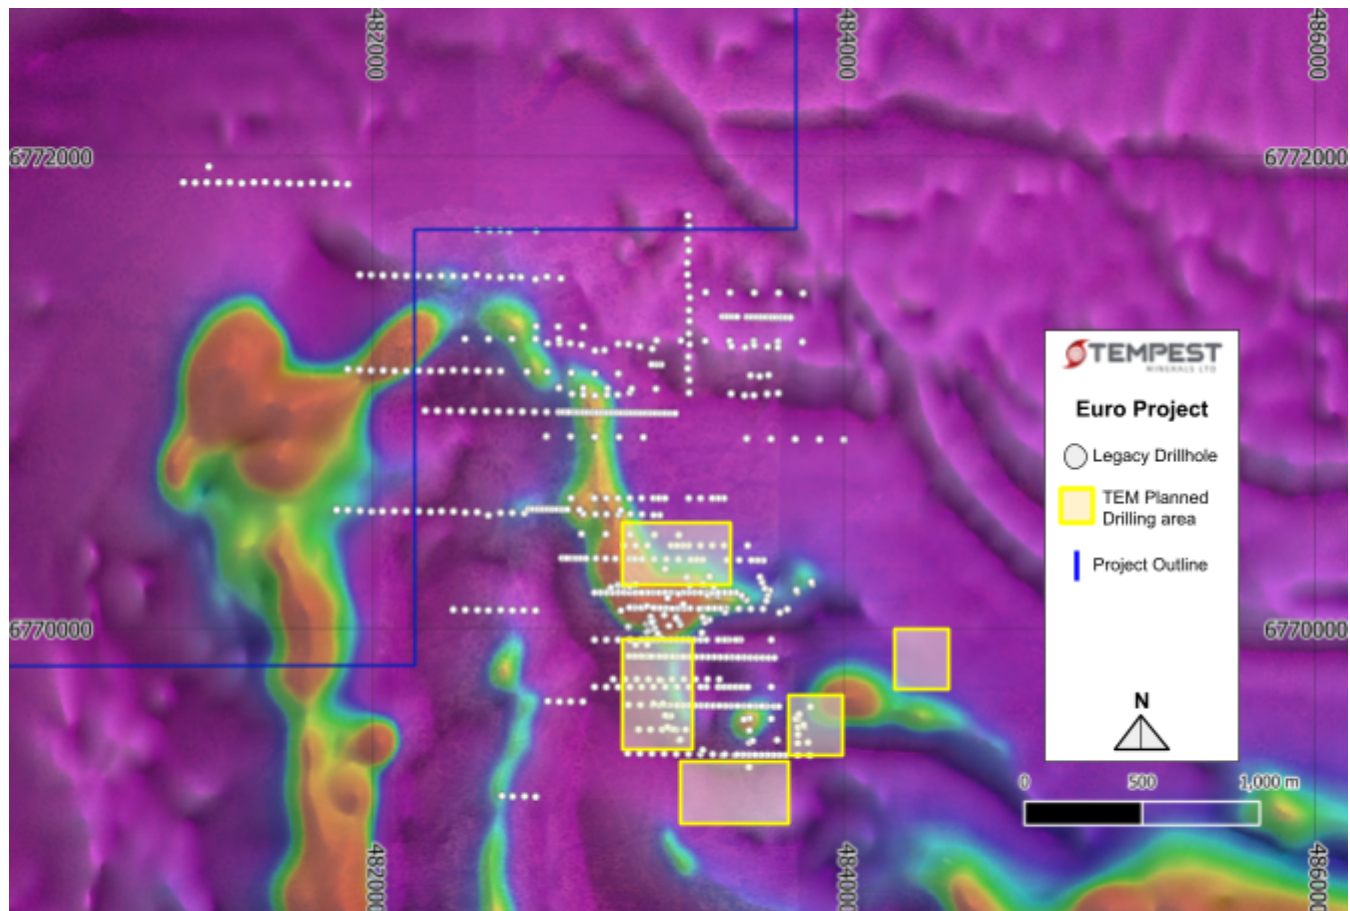 482000
484000
486000
6772000
6772000
TEMPEST
MINERALS LTD
Euro Project
Legacy Drillhole
TEM Planned
Drilling area
Project Outline
6770000
6770000
N
0 500 1,000 m
482000
484000
486000